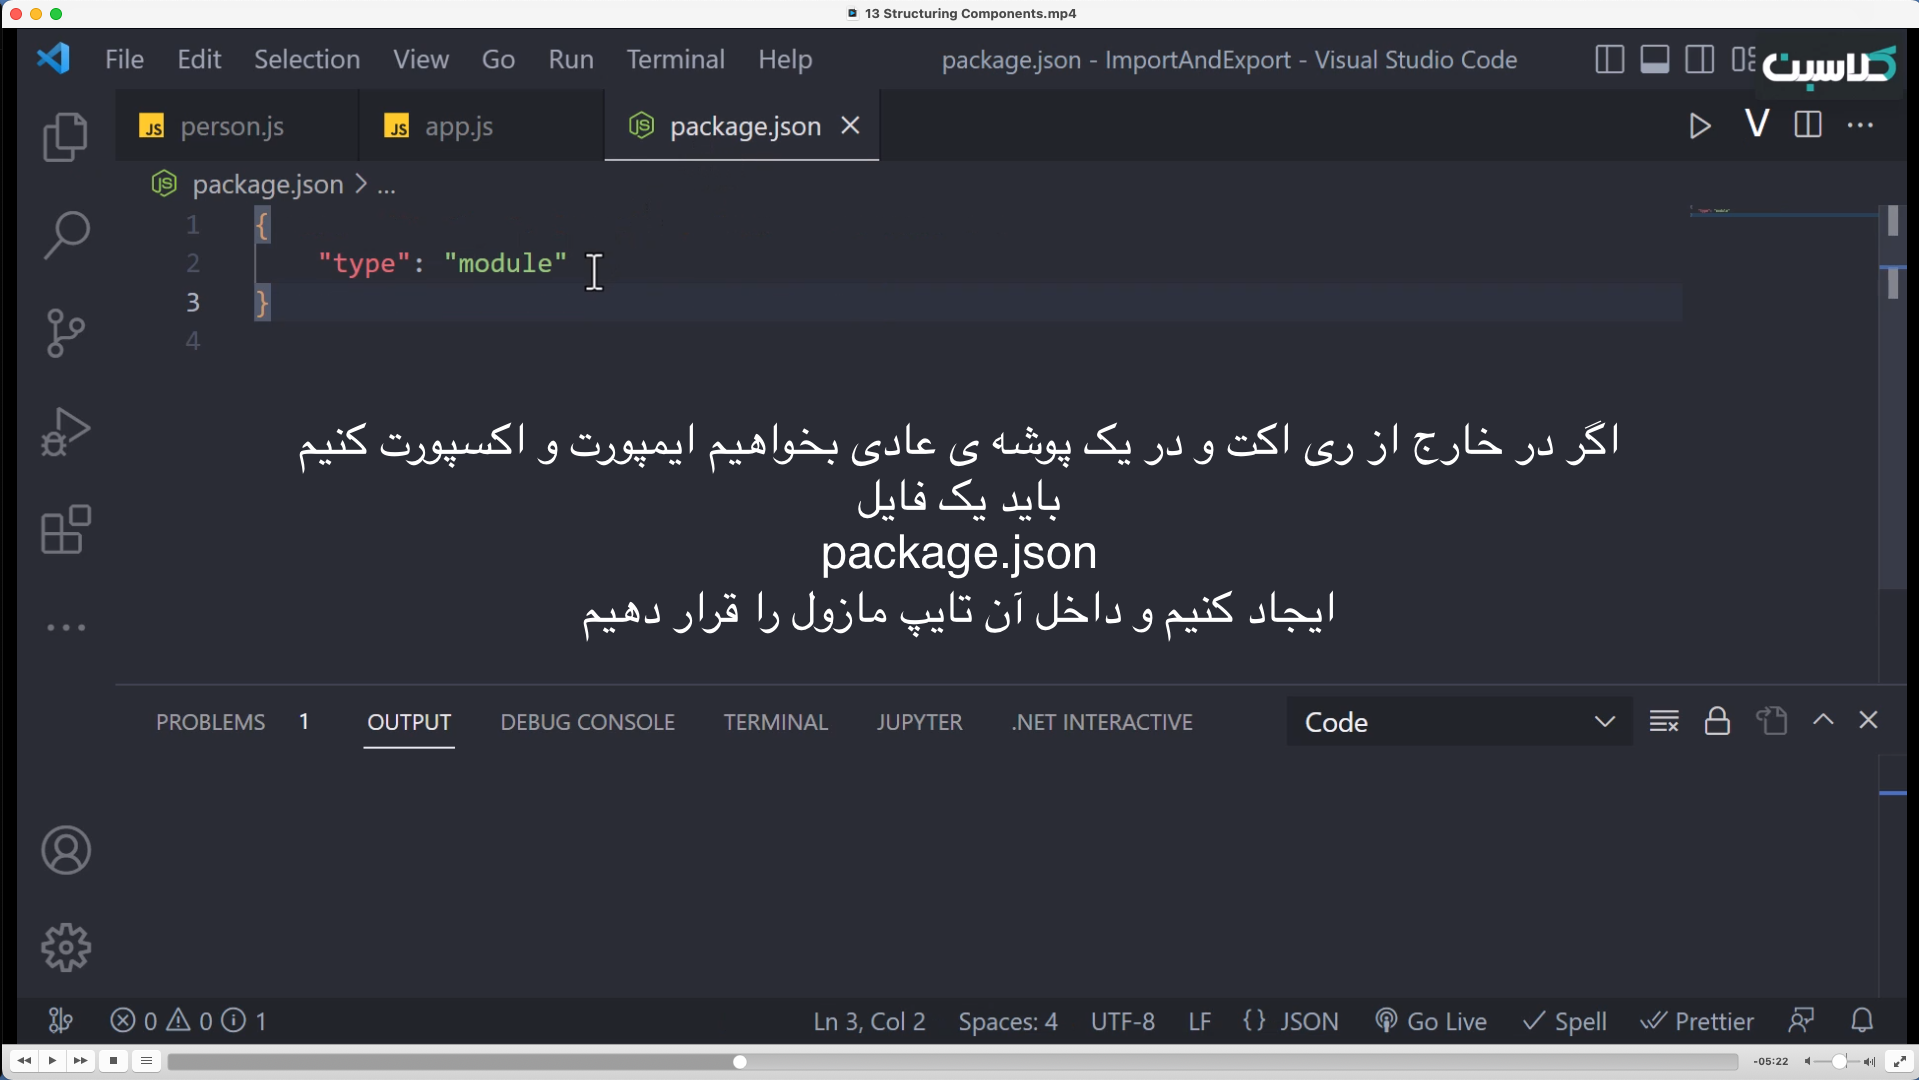 13 Structuring Components.mp4
File Edit Selection View Go Run Terminal Help package.json - ImportAndExport - Visual Studio Code
کلاسبت
JS person.js JS app.js package.json
package.json > ...
1 {
2 "type": "module"
3 }
4
اگر در خارج از ری اکت و در یک پوشه ی عادی بخواهیم ایمپورت و اکسپورت کنیم
باید یک فایل
package.json
ایجاد کنیم و داخل آن تایپ مازول را قرار دهیم
PROBLEMS 1 OUTPUT DEBUG CONSOLE TERMINAL JUPYTER .NET INTERACTIVE Code
0 0 1 Ln 3, Col 2 Spaces: 4 UTF-8 LF {} JSON Go Live Spell Prettier
-05:22